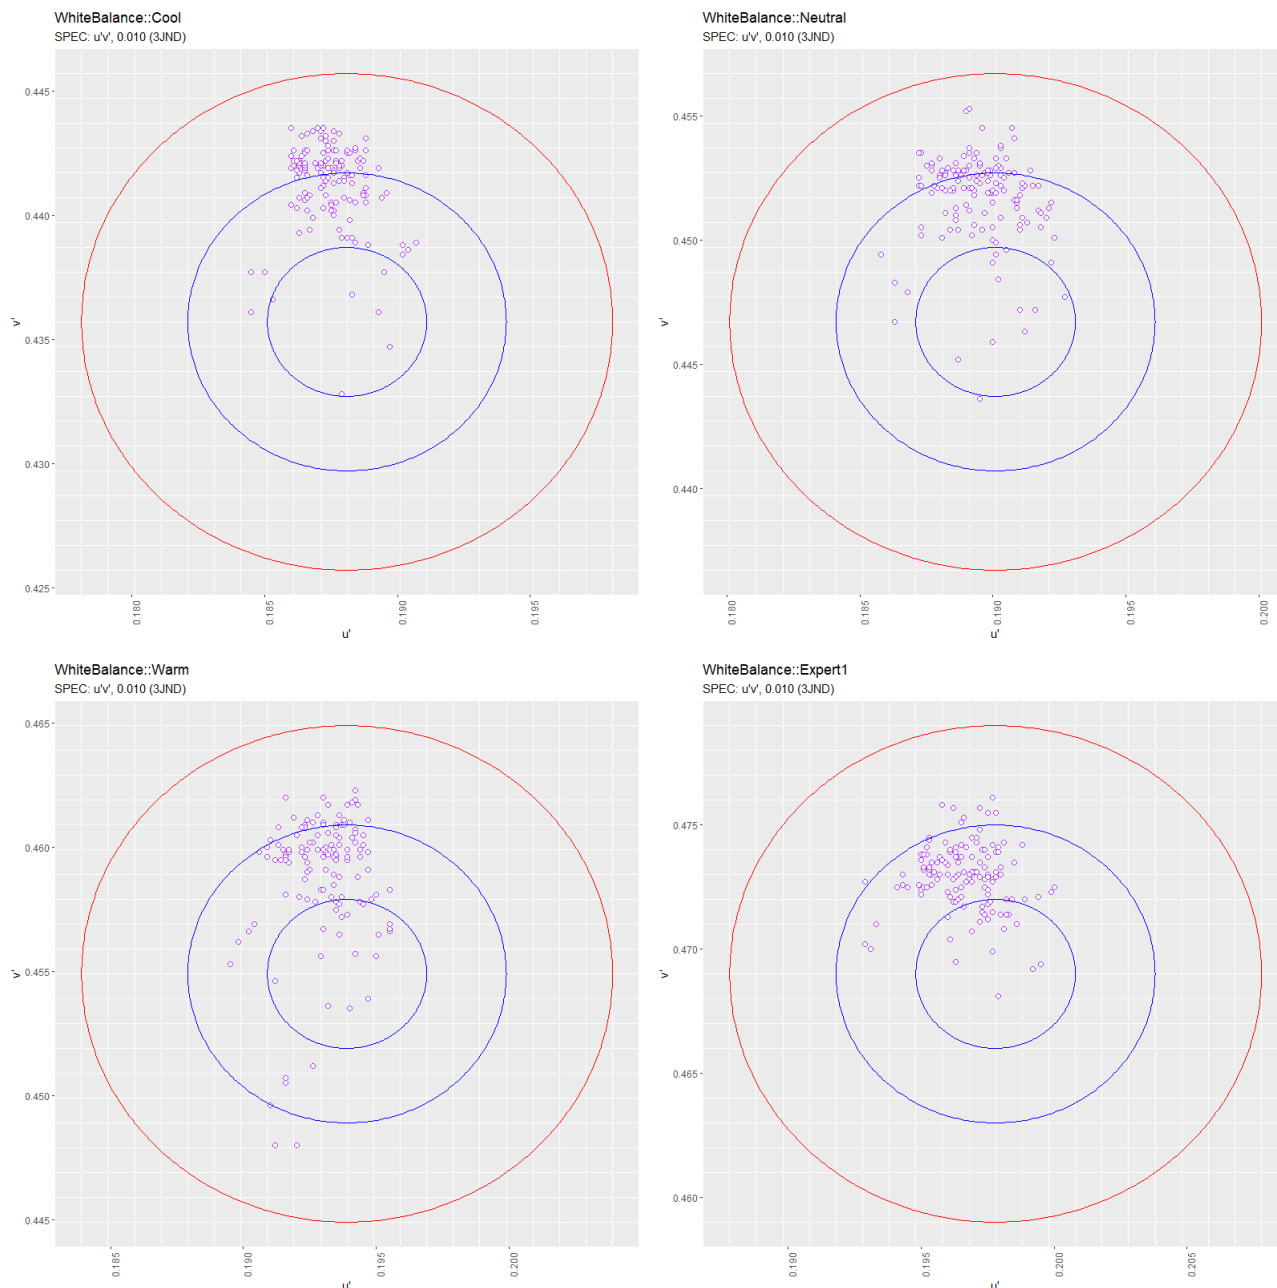 WhiteBalance::Cool
SPEC: u'v', 0.010 (3JND)
0.445
0.440
0.435
0.430
0.425
v'
0.180
0.185
0.190
0.195
u'
WhiteBalance::Neutral
SPEC: u'v', 0.010 (3JND)
0.455
0.450
0.445
0.440
v'
0.180
0.185
0.190
0.195
0.200
u'
WhiteBalance::Warm
SPEC: u'v', 0.010 (3JND)
0.465
0.460
0.455
0.450
0.445
v'
0.185
0.190
0.195
0.200
u'
WhiteBalance::Expert1
SPEC: u'v', 0.010 (3JND)
0.475
0.470
0.465
0.460
v'
0.190
0.195
0.200
0.205
u'